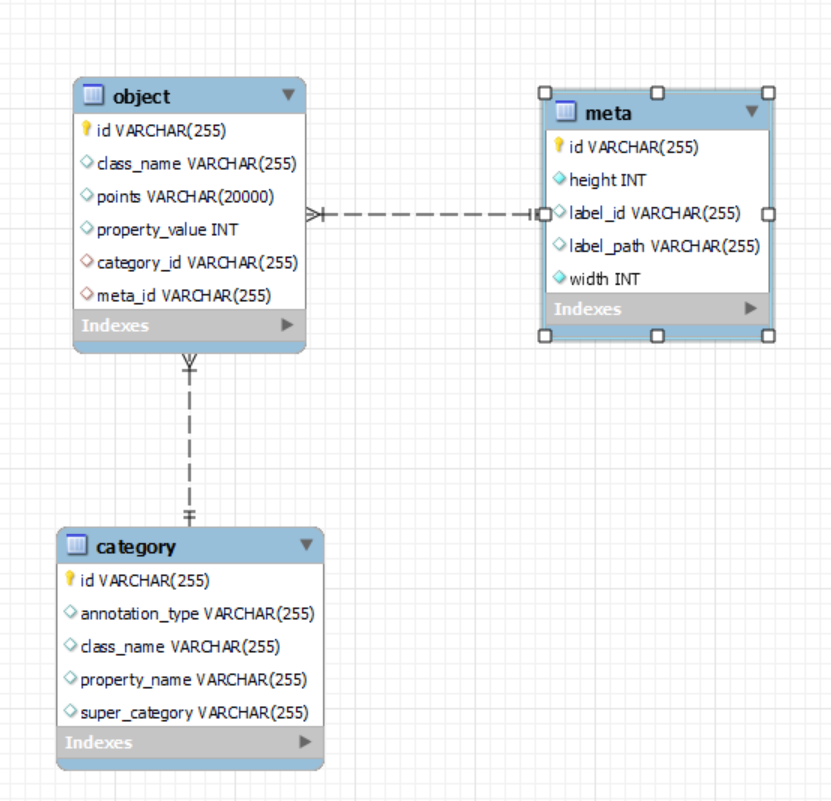 object
id VARCHAR(255)
class_name VARCHAR(255)
points VARCHAR(20000)
property_value INT
category_id VARCHAR(255)
meta_id VARCHAR(255)
Indexes
meta
id VARCHAR(255)
height INT
label_id VARCHAR(255)
label_path VARCHAR(255)
width INT
Indexes
category
id VARCHAR(255)
annotation_type VARCHAR(255)
class_name VARCHAR(255)
property_name VARCHAR(255)
super_category VARCHAR(255)
Indexes